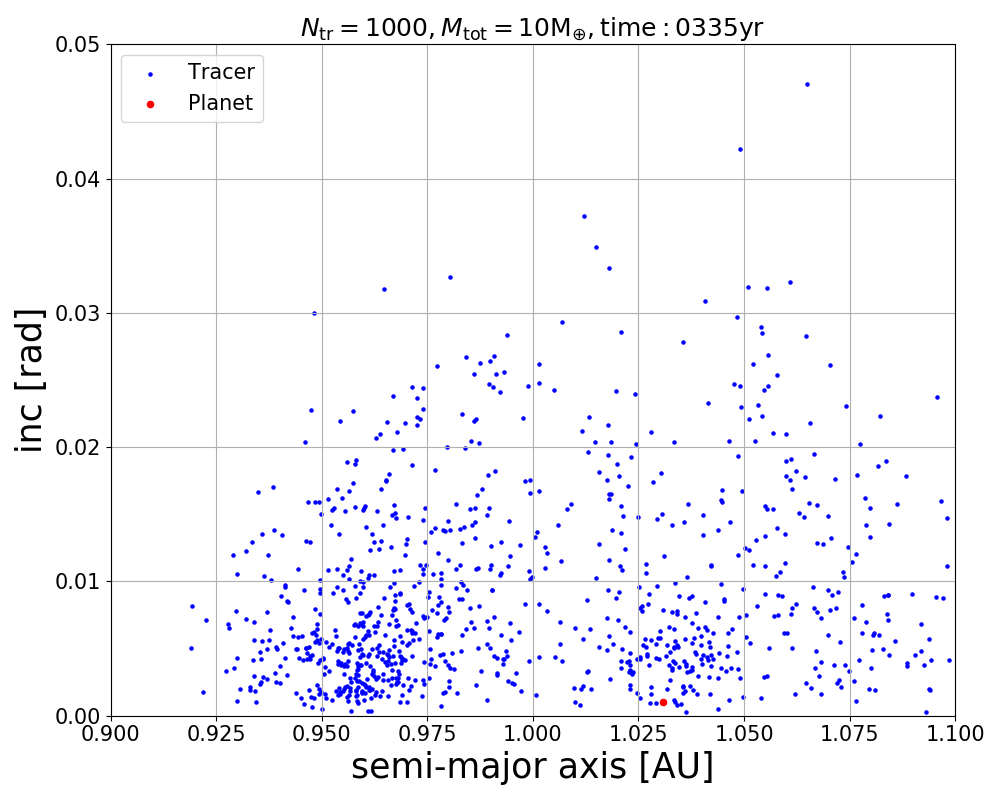 N_tr = 1000, M_tot = 10M_⊕, time : 0335yr
Tracer
Planet
inc [rad]
0.05
0.04
0.03
0.02
0.01
0.00
0.900 0.925 0.950 0.975 1.000 1.025 1.050 1.075 1.100
semi-major axis [AU]